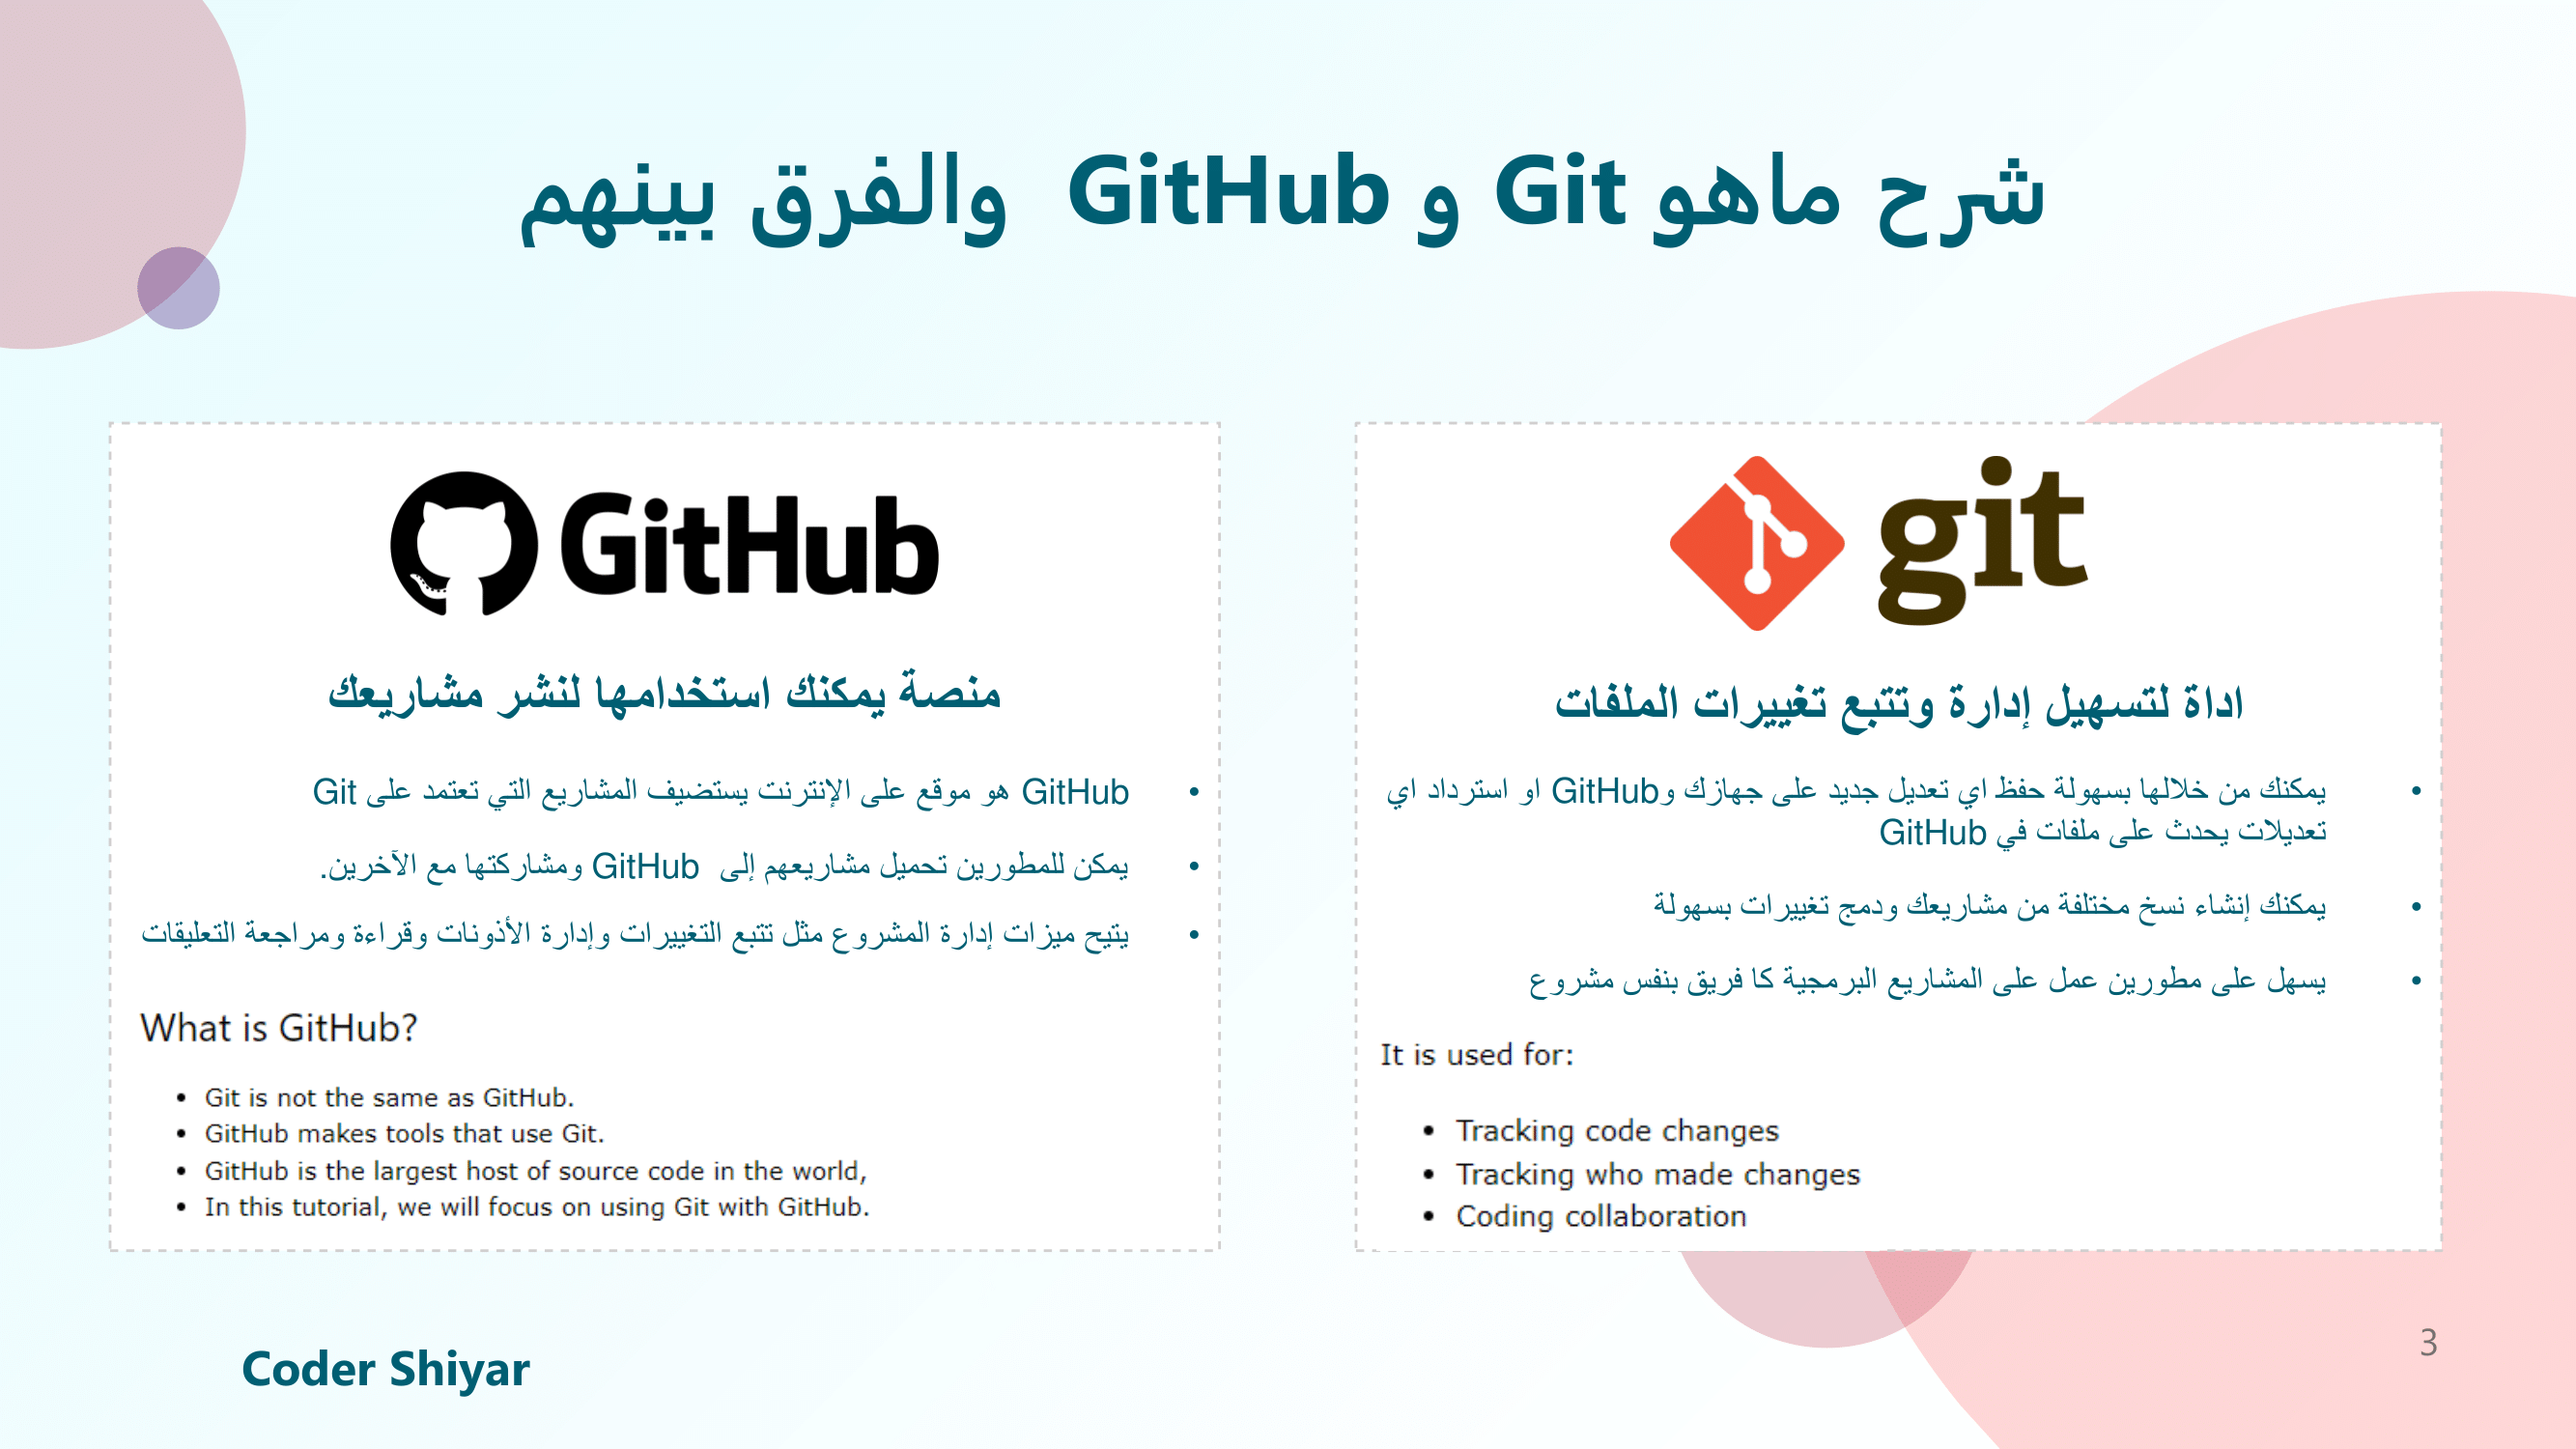 شرح ماهو Git و GitHub والفرق بينهم
git
اداة لتسهيل إدارة وتتبع تغييرات الملفات
• يمكنك من خلالها بسهولة حفظ اي تعديل جديد على جهازك وGitHub او استرداد اي
تعديلات يحدث على ملفات في GitHub
• يمكنك إنشاء نسخ مختلفة من مشاريعك ودمج تغييرات بسهولة
• يسهل على مطورين عمل على المشاريع البرمجية كا فريق بنفس مشروع
It is used for:
• Tracking code changes
• Tracking who made changes
• Coding collaboration
GitHub
منصة يمكنك استخدامها لنشر مشاريعك
• GitHub هو موقع على الإنترنت يستضيف المشاريع التي تعتمد على Git
• يمكن للمطورين تحميل مشاريعهم إلى GitHub ومشاركتها مع الآخرين.
• يتيح ميزات إدارة المشروع مثل تتبع التغييرات وإدارة الأذونات وقراءة ومراجعة التعليقات
What is GitHub?
• Git is not the same as GitHub.
• GitHub makes tools that use Git.
• GitHub is the largest host of source code in the world,
• In this tutorial, we will focus on using Git with GitHub.
Coder Shiyar
3